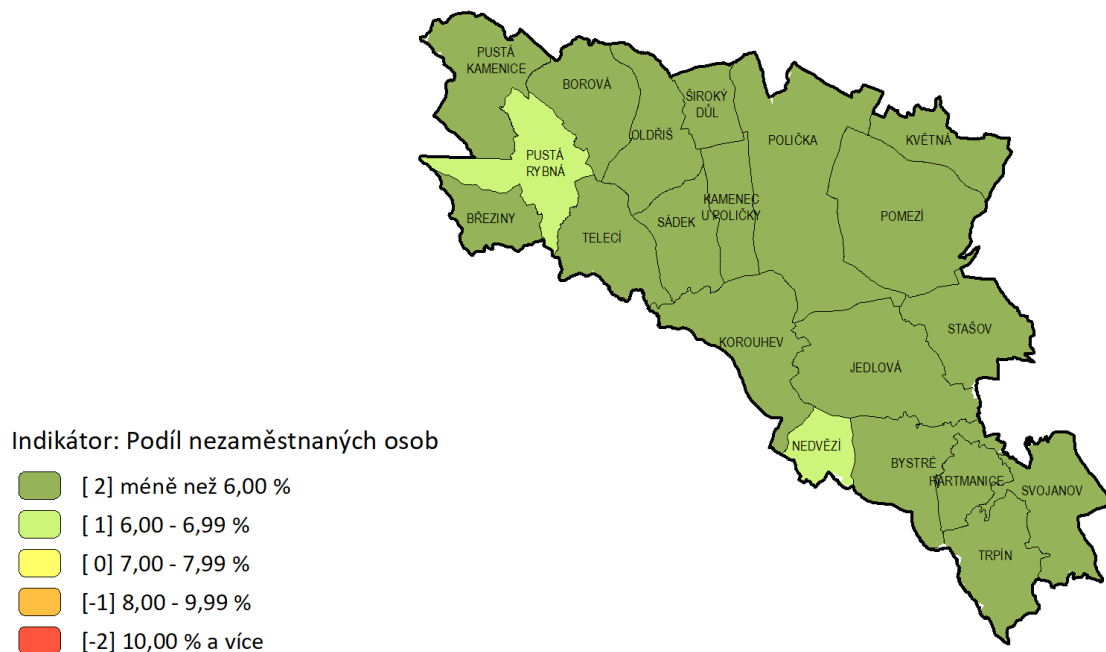 PUSTÁ
KAMENICE
BOROVÁ
ŠIROKÝ
DŮL
OLDŘIŠ
POLIČKA
KVĚTNÁ
PUSTÁ
RYBNÁ
KAMENEC
U POLIČKY
BŘEZINY
SÁDEK
POMEZÍ
TELECÍ
STAŠOV
KOROUHEV
JEDLOVÁ
NEDVĚZÍ
BYSTRÉ
HARTMANICE
SVOJANOV
TRPÍN
Indikátor: Podíl nezaměstnaných osob
[ 2] méně než 6,00 %
[ 1] 6,00 - 6,99 %
[ 0] 7,00 - 7,99 %
[-1] 8,00 - 9,99 %
[-2] 10,00 % a více